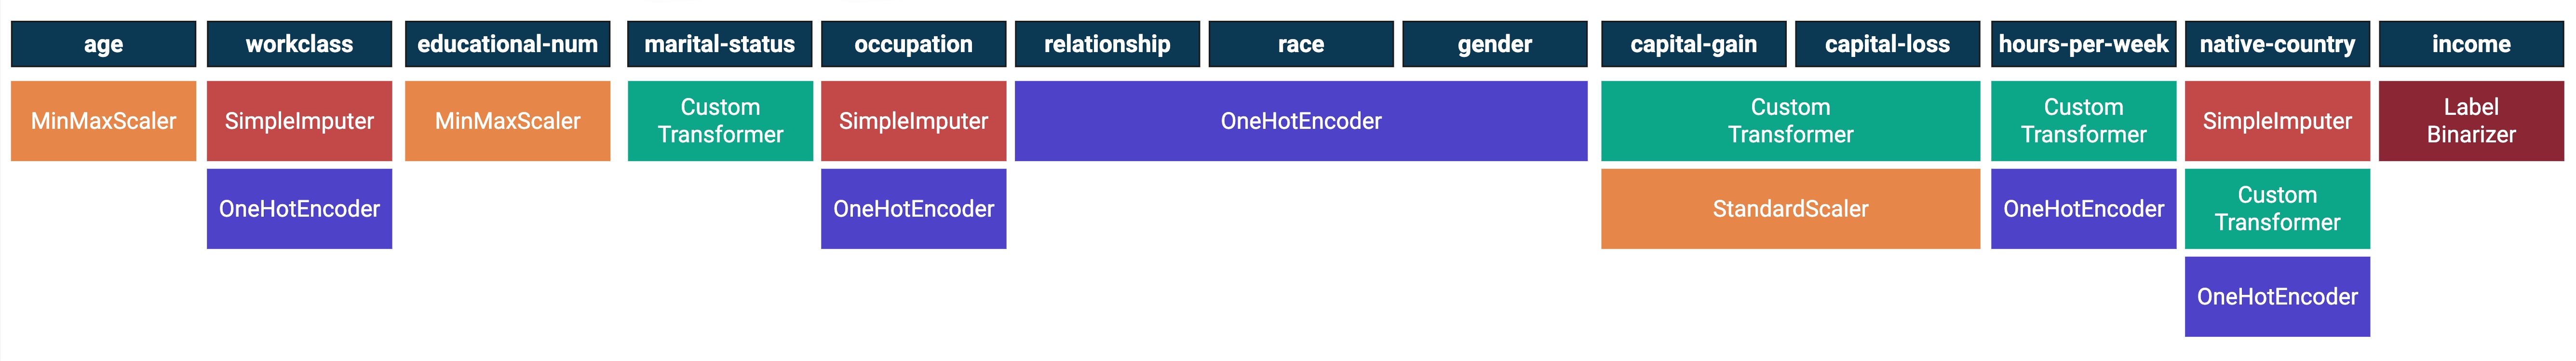 age workclass educational-num marital-status occupation relationship race gender capital-gain capital-loss hours-per-week native-country income
MinMaxScaler
SimpleImputer
MinMaxScaler
Custom
Transformer
SimpleImputer
OneHotEncoder
Custom
Transformer
Custom
Transformer
SimpleImputer
Label
Binarizer
OneHotEncoder
OneHotEncoder
StandardScaler
OneHotEncoder
Custom
Transformer
OneHotEncoder